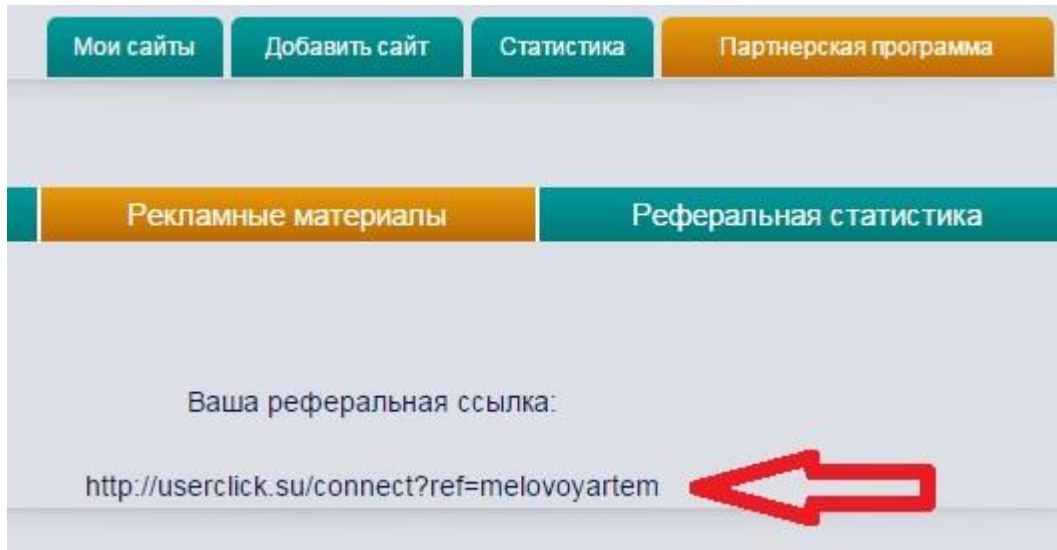 Мои сайты Добавить сайт Статистика Партнерская программа
Рекламные материалы Реферальная статистика
Ваша реферальная ссылка:
http://userclick.su/connect?ref=melovoyartem